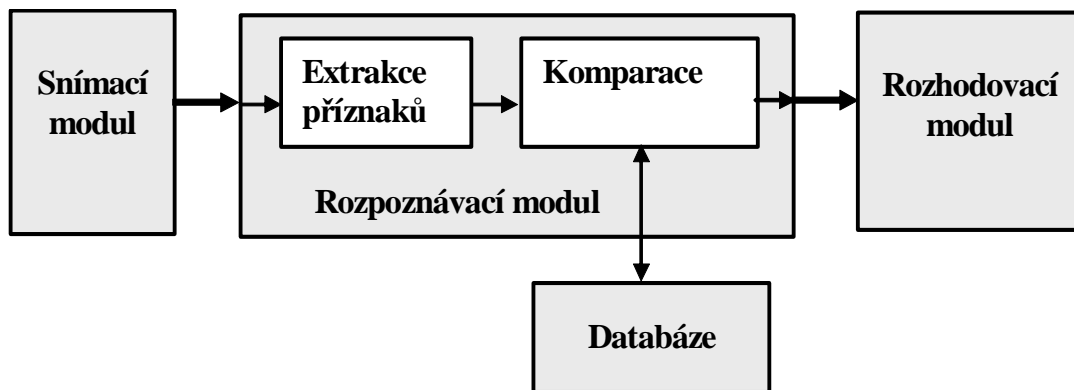 Snímací
modul
Extrakce
příznaků
Komparace
Rozpoznávací modul
Rozhodovací
modul
Databáze